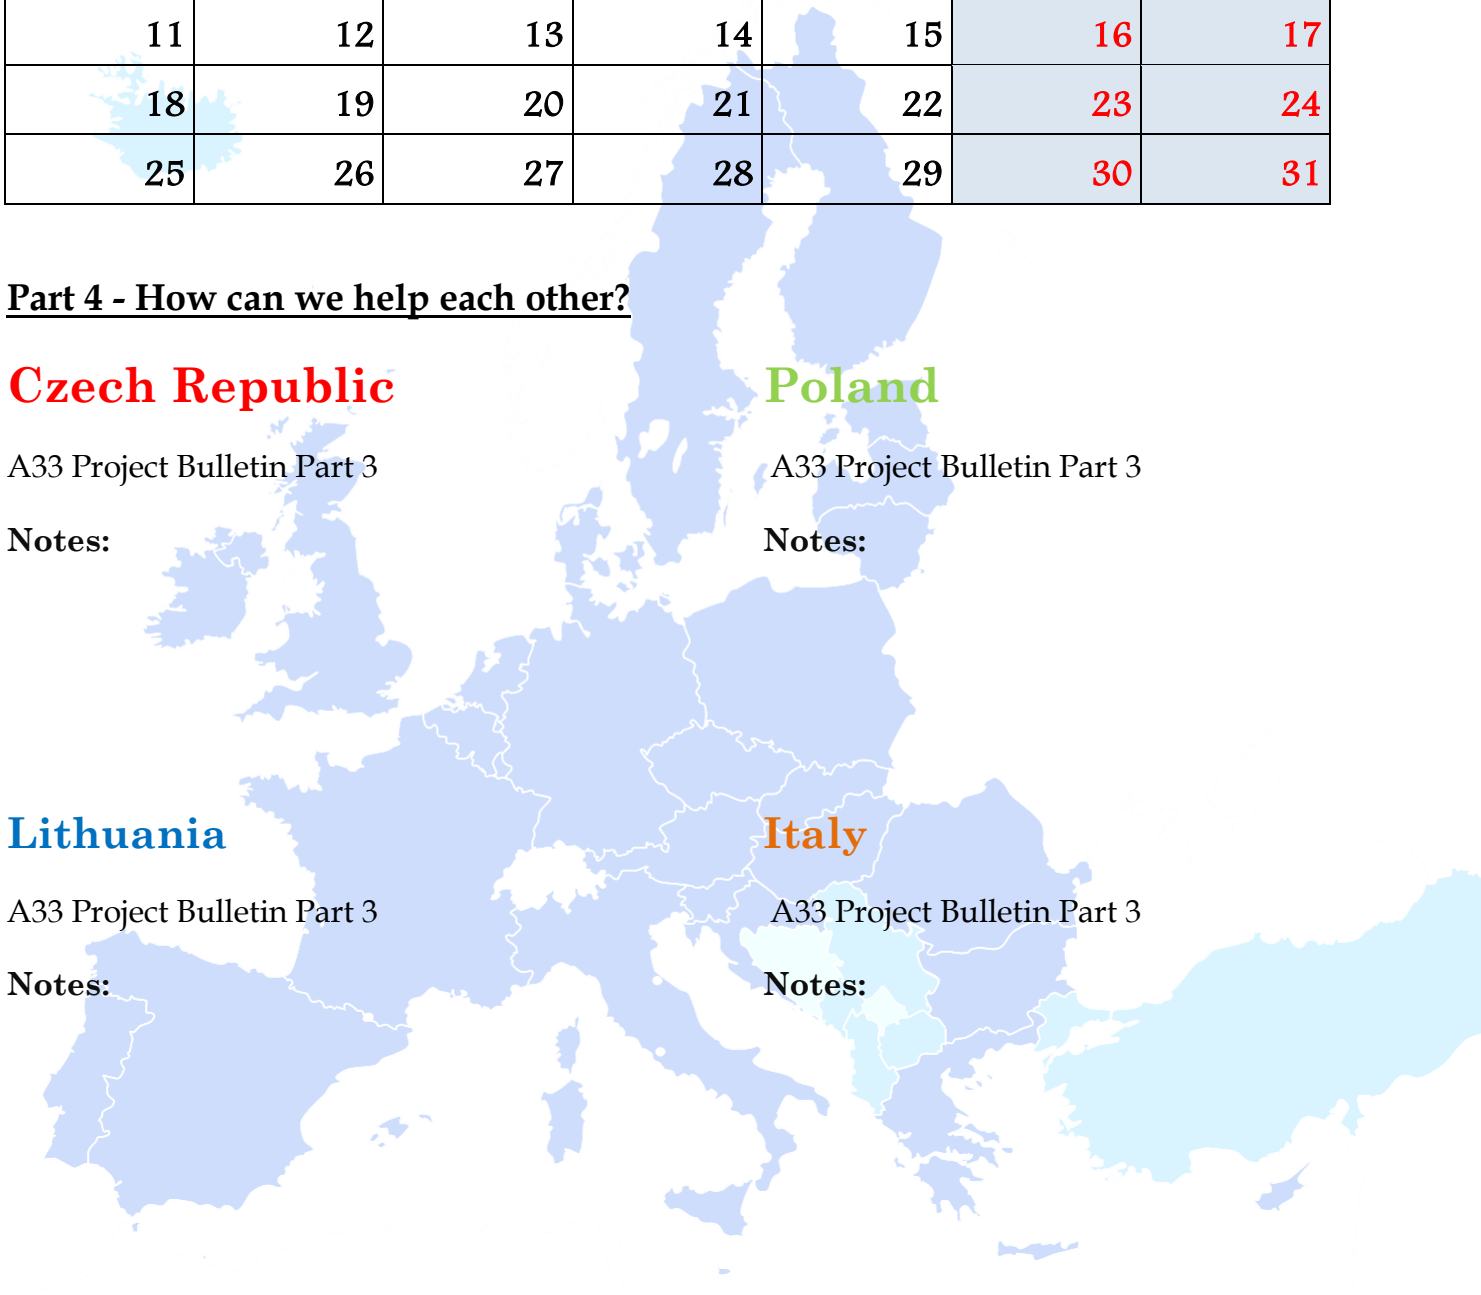 11 12 13 14 15 16 17
18 19 20 21 22 23 24
25 26 27 28 29 30 31
Part 4 - How can we help each other?
Czech Republic
A33 Project Bulletin Part 3
Notes:
Poland
A33 Project Bulletin Part 3
Notes:
Lithuania
A33 Project Bulletin Part 3
Notes:
Italy
A33 Project Bulletin Part 3
Notes: